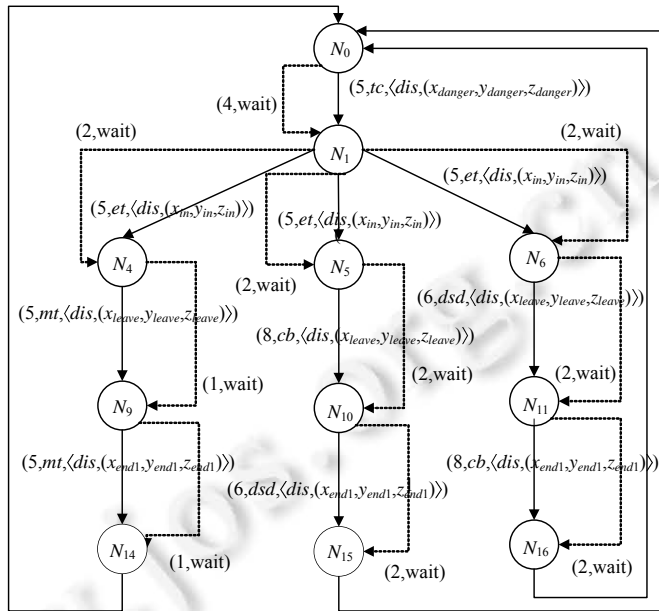 N0
(5,tc,⟨dis,(xdanger,ydanger,zdanger)⟩)
(4,wait)
(2,wait)
(2,wait)
N1
(5,et,⟨dis,(xin,yin,zin)⟩)
(5,et,⟨dis,(xin,yin,zin)⟩)
(5,et,⟨dis,(xin,yin,zin)⟩)
N4
N5
N6
(2,wait)
(5,mt,⟨dis,(xleave,yleave,zleave)⟩)
(8,cb,⟨dis,(xleave,yleave,zleave)⟩)
(6,dsd,⟨dis,(xleave,yleave,zleave)⟩)
(1,wait)
(2,wait)
(2,wait)
N9
N10
N11
(5,mt,⟨dis,(xend1,yend1,zend1)⟩)
(6,dsd,⟨dis,(xend1,yend1,zend1)⟩)
(8,cb,⟨dis,(xend1,yend1,zend1)⟩)
N14
N15
N16
(1,wait)
(2,wait)
(2,wait)
jos.org.cn